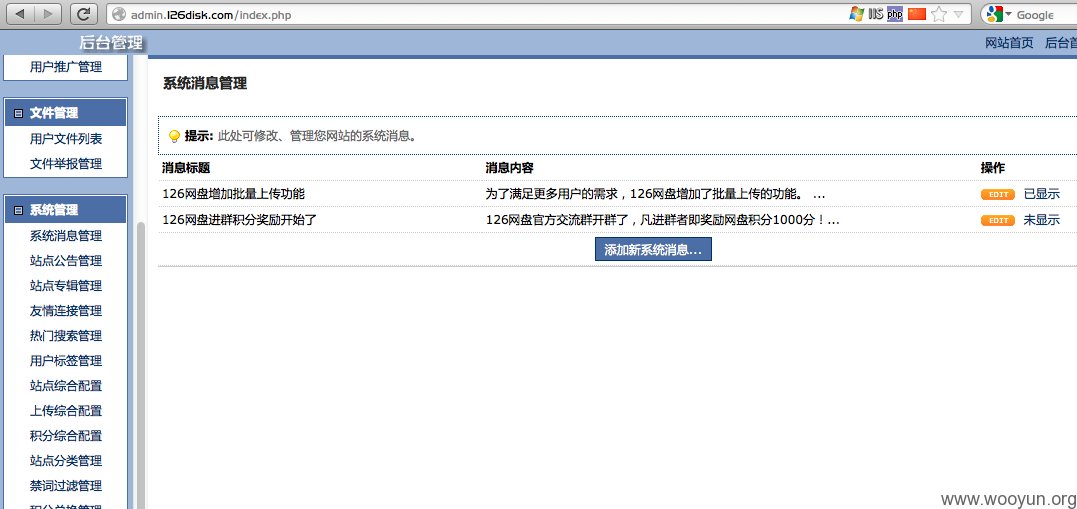 admin.126disk.com/index.php
IIS php
Google
后台管理
网站首页 后台首
用户推广管理
文件管理
用户文件列表
文件举报管理
系统管理
系统消息管理
站点公告管理
站点专辑管理
友情连接管理
热门搜索管理
用户标签管理
站点综合配置
上传综合配置
积分综合配置
站点分类管理
禁词过滤管理
积分兑换管理
系统消息管理
提示: 此处可修改、管理您网站的系统消息。
消息标题 消息内容 操作
126网盘增加批量上传功能 为了满足更多用户的需求，126网盘增加了批量上传的功能。 ... EDIT 已显示
126网盘进群积分奖励开始了 126网盘官方交流群开群了，凡进群者即奖励网盘积分1000分！... EDIT 未显示
添加新系统消息...
www.wooyun.org